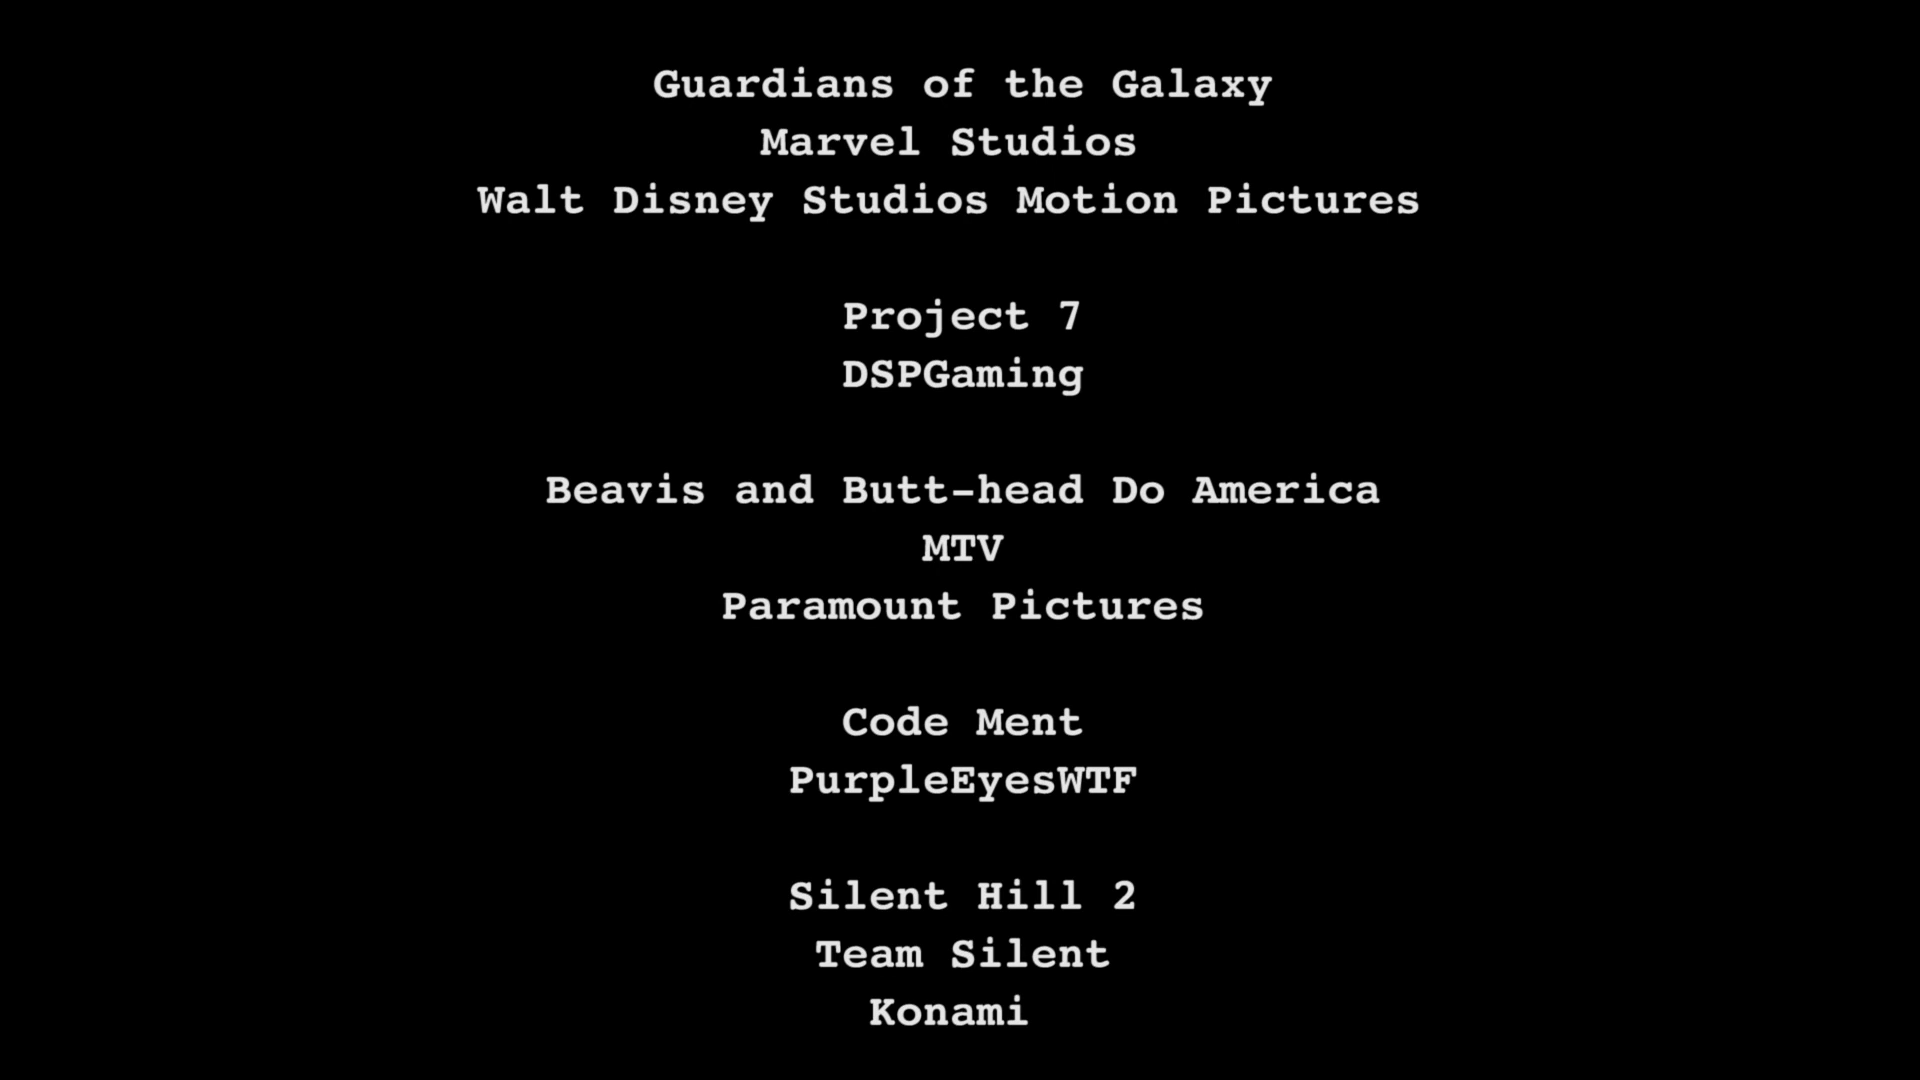 Guardians of the Galaxy
Marvel Studios
Walt Disney Studios Motion Pictures
Project 7
DSPGaming
Beavis and Butt-head Do America
MTV
Paramount Pictures
Code Ment
PurpleEyesWTF
Silent Hill 2
Team Silent
Konami